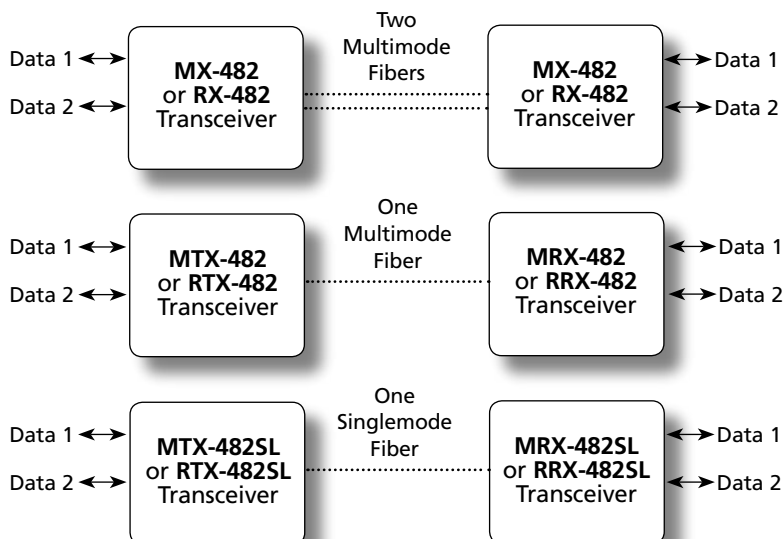 Two
Multimode
Fibers
Data 1
Data 2
MX-482
or RX-482
Transceiver
MX-482
or RX-482
Transceiver
Data 1
Data 2
One
Multimode
Fiber
Data 1
Data 2
MTX-482
or RTX-482
Transceiver
MRX-482
or RRX-482
Transceiver
Data 1
Data 2
One
Singlemode
Fiber
Data 1
Data 2
MTX-482SL
or RTX-482SL
Transceiver
MRX-482SL
or RRX-482SL
Transceiver
Data 1
Data 2